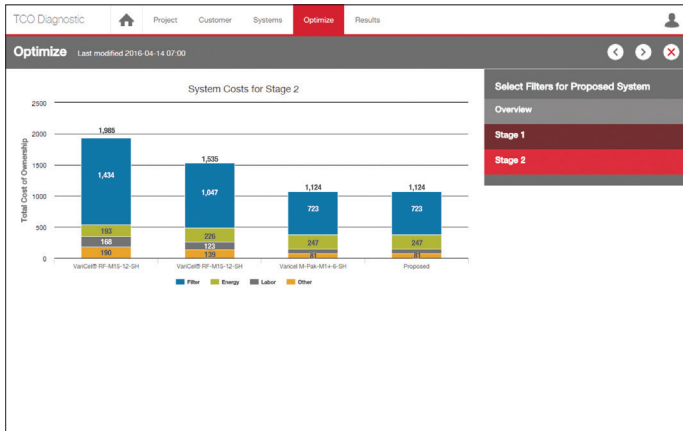 TCO Diagnostic
Project
Customer
Systems
Optimize
Results
Optimize
Last modified 2016-04-14 07:00
System Costs for Stage 2
Total Cost of Ownership
2500
2000
1500
1000
500
0
1,985
1,434
193
168
190
1,535
1,047
226
123
139
1,124
723
247
81
1,124
723
247
81
VariCel® RF-M15-12-SH
VariCel® RF-M15-12-SH
Varicel M-Pak-M1+-6-SH
Proposed
Filter
Energy
Labor
Other
Select Filters for Proposed System
Overview
Stage 1
Stage 2